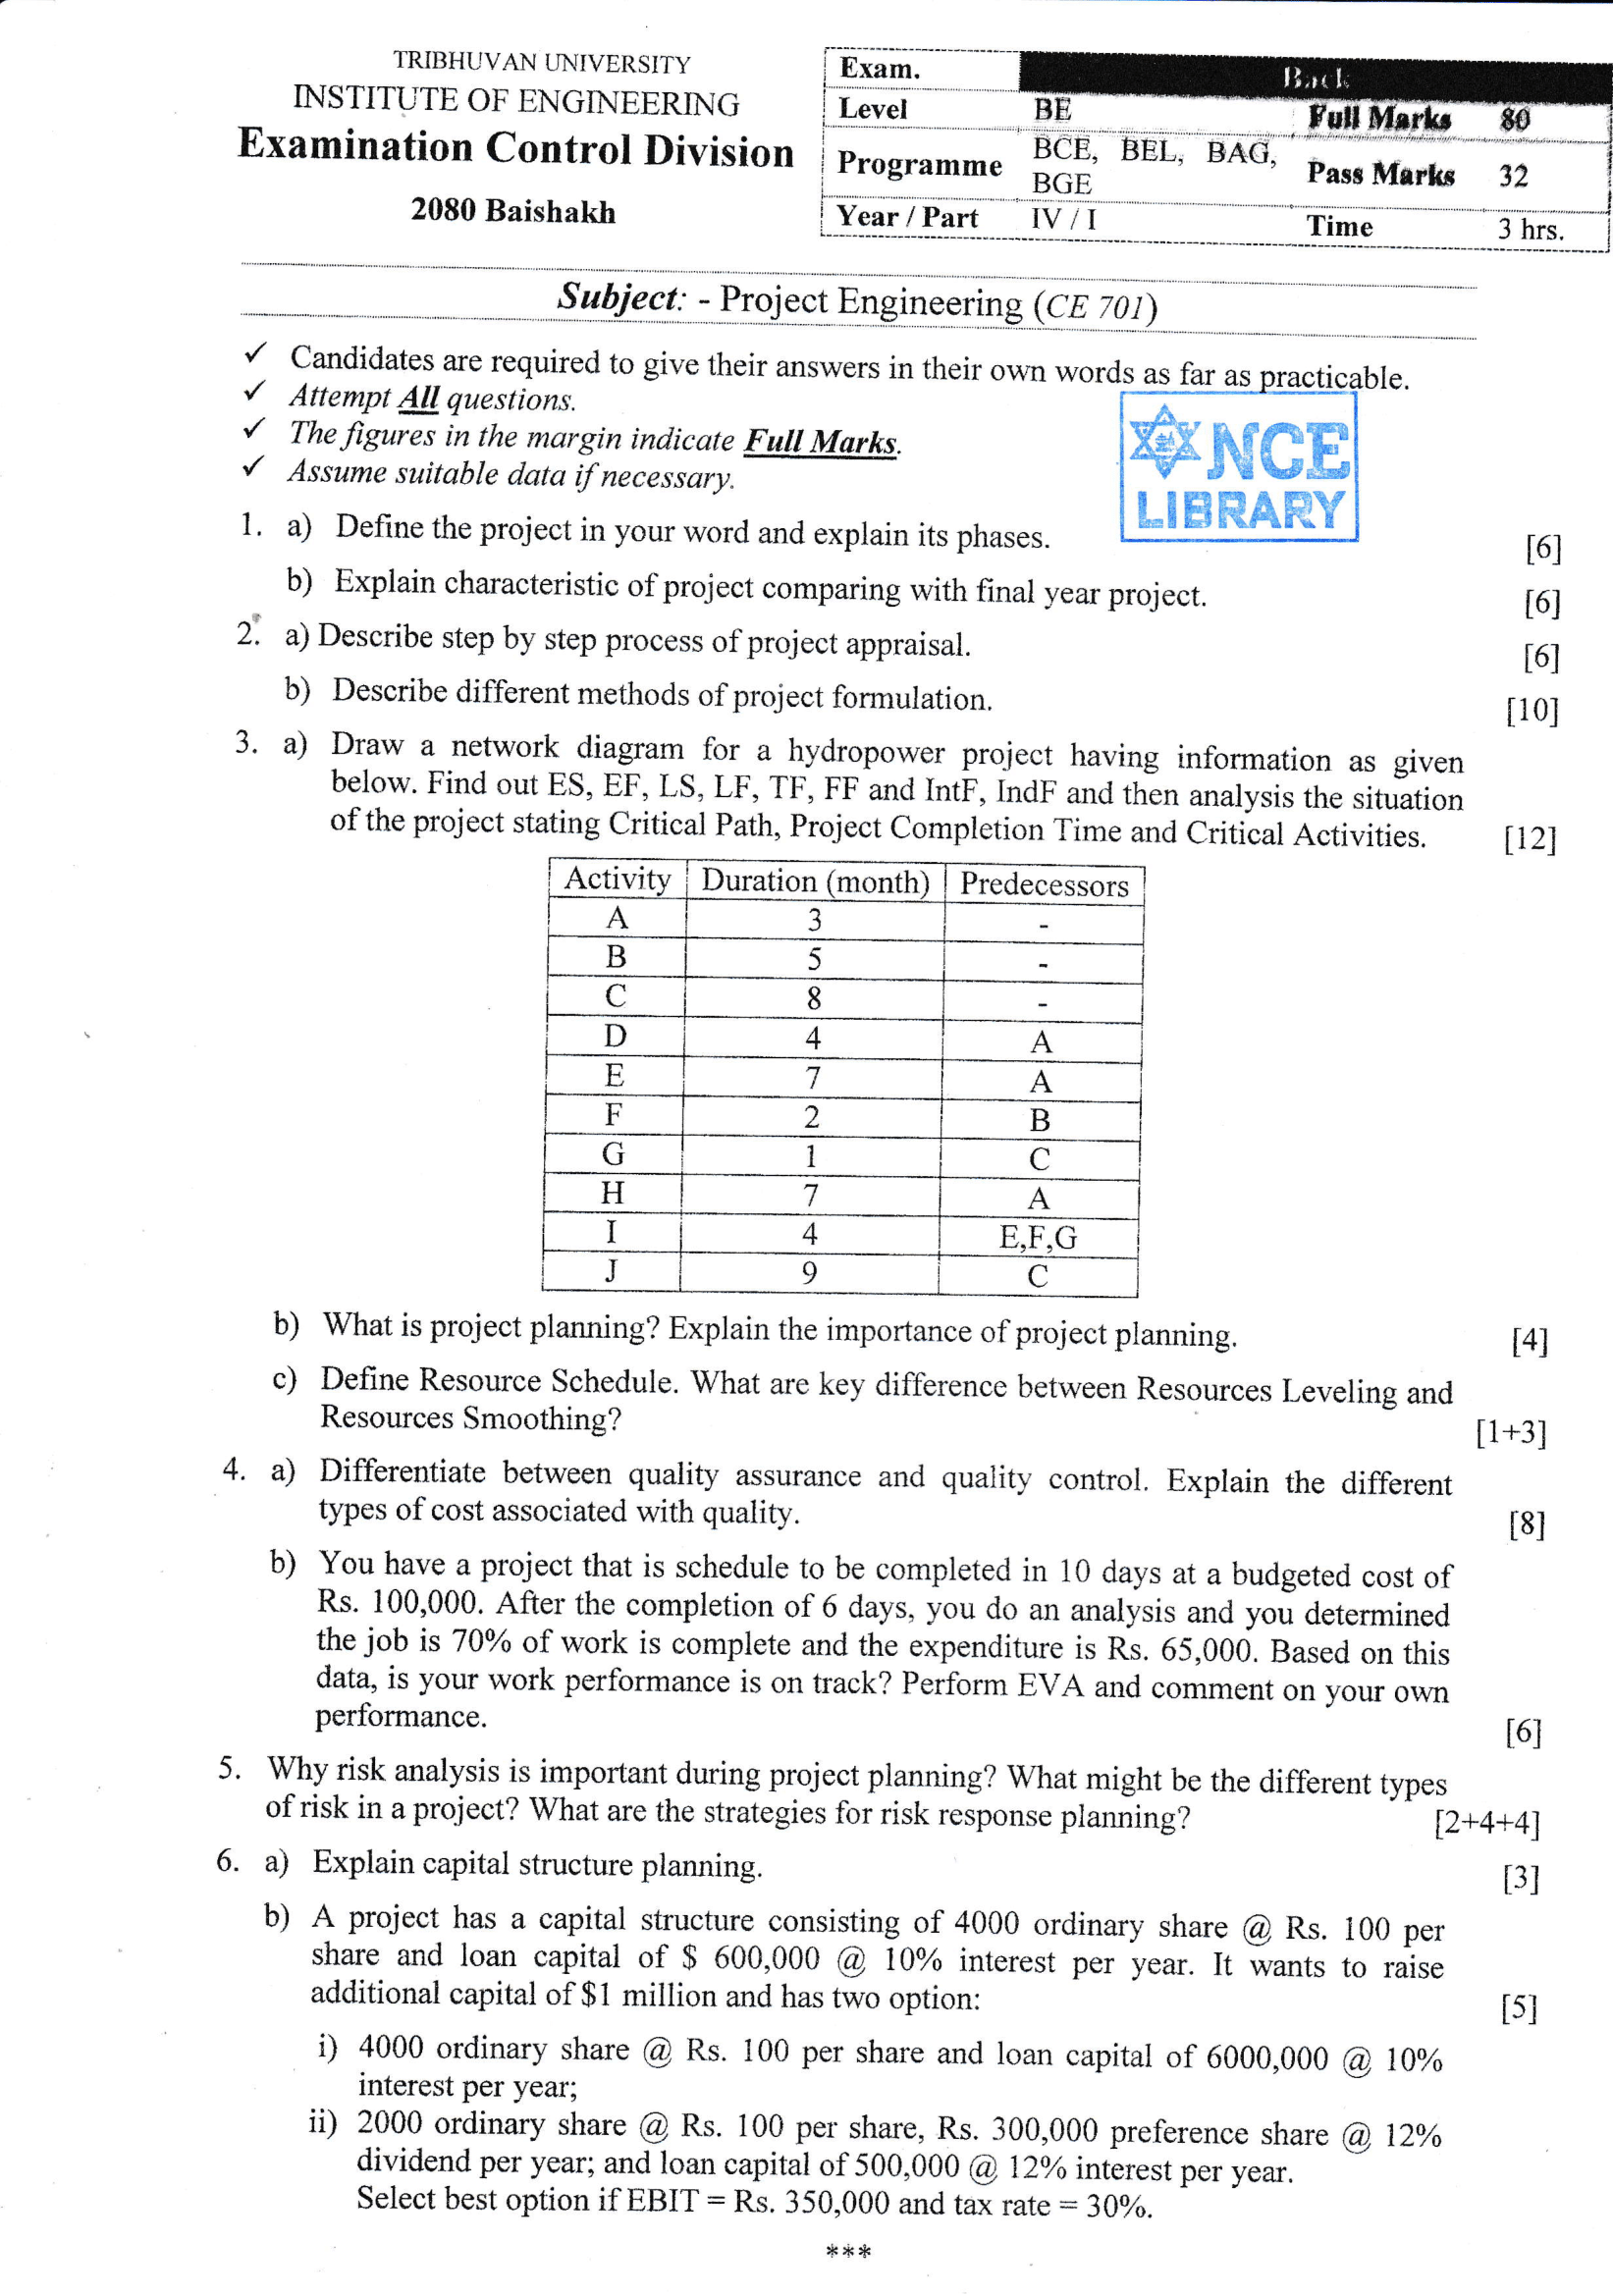 TRIBHUVAN UNIVERSITY
INSTITUTE OF ENGINEERING
Examination Control Division
2080 Baishakh
Exam. Back
Level BE Full Marks 80
Programme BCE, BEL, BAG, BGE Pass Marks 32
Year / Part IV / I Time 3 hrs.
Subject: - Project Engineering (CE 701)
✓ Candidates are required to give their answers in their own words as far as practicable.
✓ Attempt All questions.
✓ The figures in the margin indicate Full Marks.
✓ Assume suitable data if necessary.
NCE
LIBRARY
1. a) Define the project in your word and explain its phases. [6]
b) Explain characteristic of project comparing with final year project. [6]
2. a) Describe step by step process of project appraisal. [6]
b) Describe different methods of project formulation. [10]
3. a) Draw a network diagram for a hydropower project having information as given
below. Find out ES, EF, LS, LF, TF, FF and IntF, IndF and then analysis the situation
of the project stating Critical Path, Project Completion Time and Critical Activities. [12]
Activity Duration (month) Predecessors
A 3 -
B 5 -
C 8 -
D 4 A
E 7 A
F 2 B
G 1 C
H 7 A
I 4 E,F,G
J 9 C
b) What is project planning? Explain the importance of project planning. [4]
c) Define Resource Schedule. What are key difference between Resources Leveling and
Resources Smoothing? [1+3]
4. a) Differentiate between quality assurance and quality control. Explain the different
types of cost associated with quality. [8]
b) You have a project that is schedule to be completed in 10 days at a budgeted cost of
Rs. 100,000. After the completion of 6 days, you do an analysis and you determined
the job is 70% of work is complete and the expenditure is Rs. 65,000. Based on this
data, is your work performance is on track? Perform EVA and comment on your own
performance. [6]
5. Why risk analysis is important during project planning? What might be the different types
of risk in a project? What are the strategies for risk response planning? [2+4+4]
6. a) Explain capital structure planning. [3]
b) A project has a capital structure consisting of 4000 ordinary share @ Rs. 100 per
share and loan capital of $ 600,000 @ 10% interest per year. It wants to raise
additional capital of $1 million and has two option: [5]
i) 4000 ordinary share @ Rs. 100 per share and loan capital of 6000,000 @ 10%
interest per year;
ii) 2000 ordinary share @ Rs. 100 per share, Rs. 300,000 preference share @ 12%
dividend per year; and loan capital of 500,000 @ 12% interest per year.
Select best option if EBIT = Rs. 350,000 and tax rate = 30%.
***